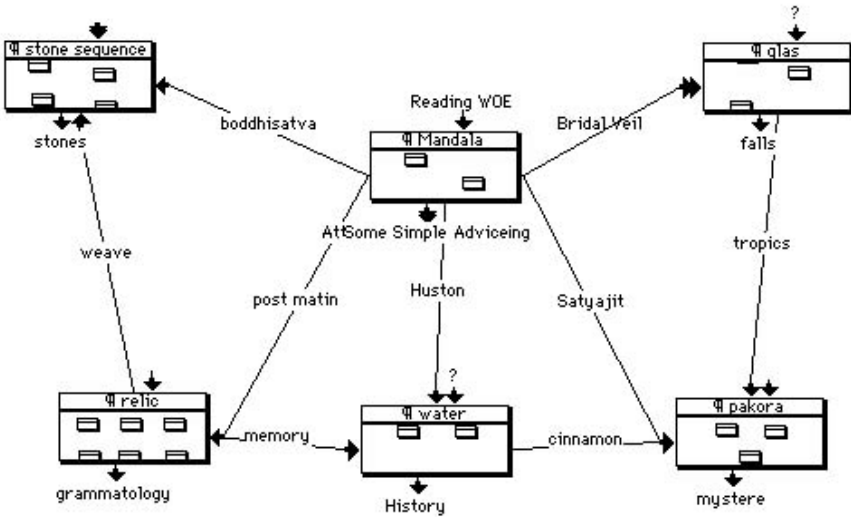 ?
¶ stone sequence
¶ glas
Reading WOE
boddhisatva
Bridal Veil
¶ Mandala
stones
falls
AttSome Simple Adviceing
weave
tropics
post matin
Huston
Satyajit
?
¶ relic
¶ water
¶ pakora
memory
cinnamon
grammatology
History
mystere